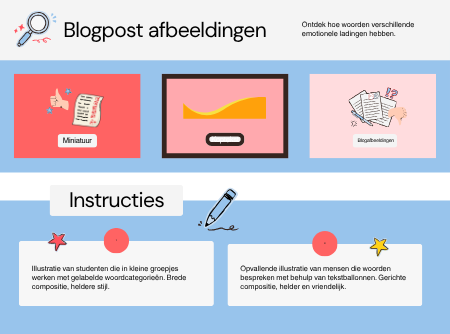 Blogpost afbeeldingen
Ontdek hoe woorden verschillende
emotionele ladingen hebben.
!?
Miniatuur
Blogafbeeldingen
Instructies
Illustratie van studenten die in kleine groepjes
werken met gelabelde woordcategorieën. Brede
compositie, heldere stijl.
Opvallende illustratie van mensen die woorden
bespreken met behulp van tekstballonnen. Gerichte
compositie, helder en vriendelijk.